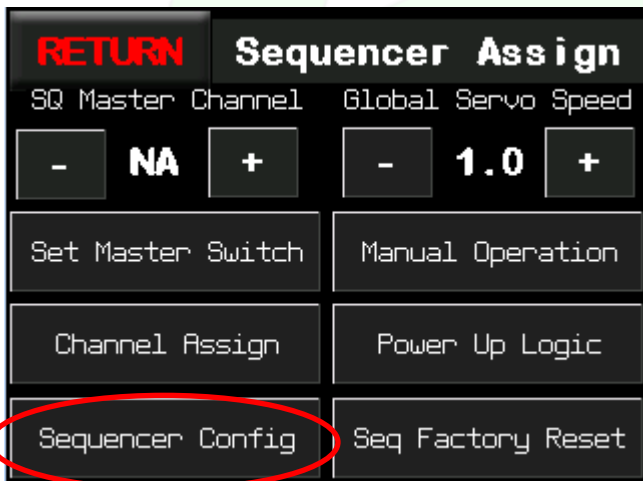 RETURN Sequencer Assign
SQ Master Channel Global Servo Speed
- NA + - 1.0 +
Set Master Switch Manual Operation
Channel Assign Power Up Logic
Sequencer Config Seq Factory Reset